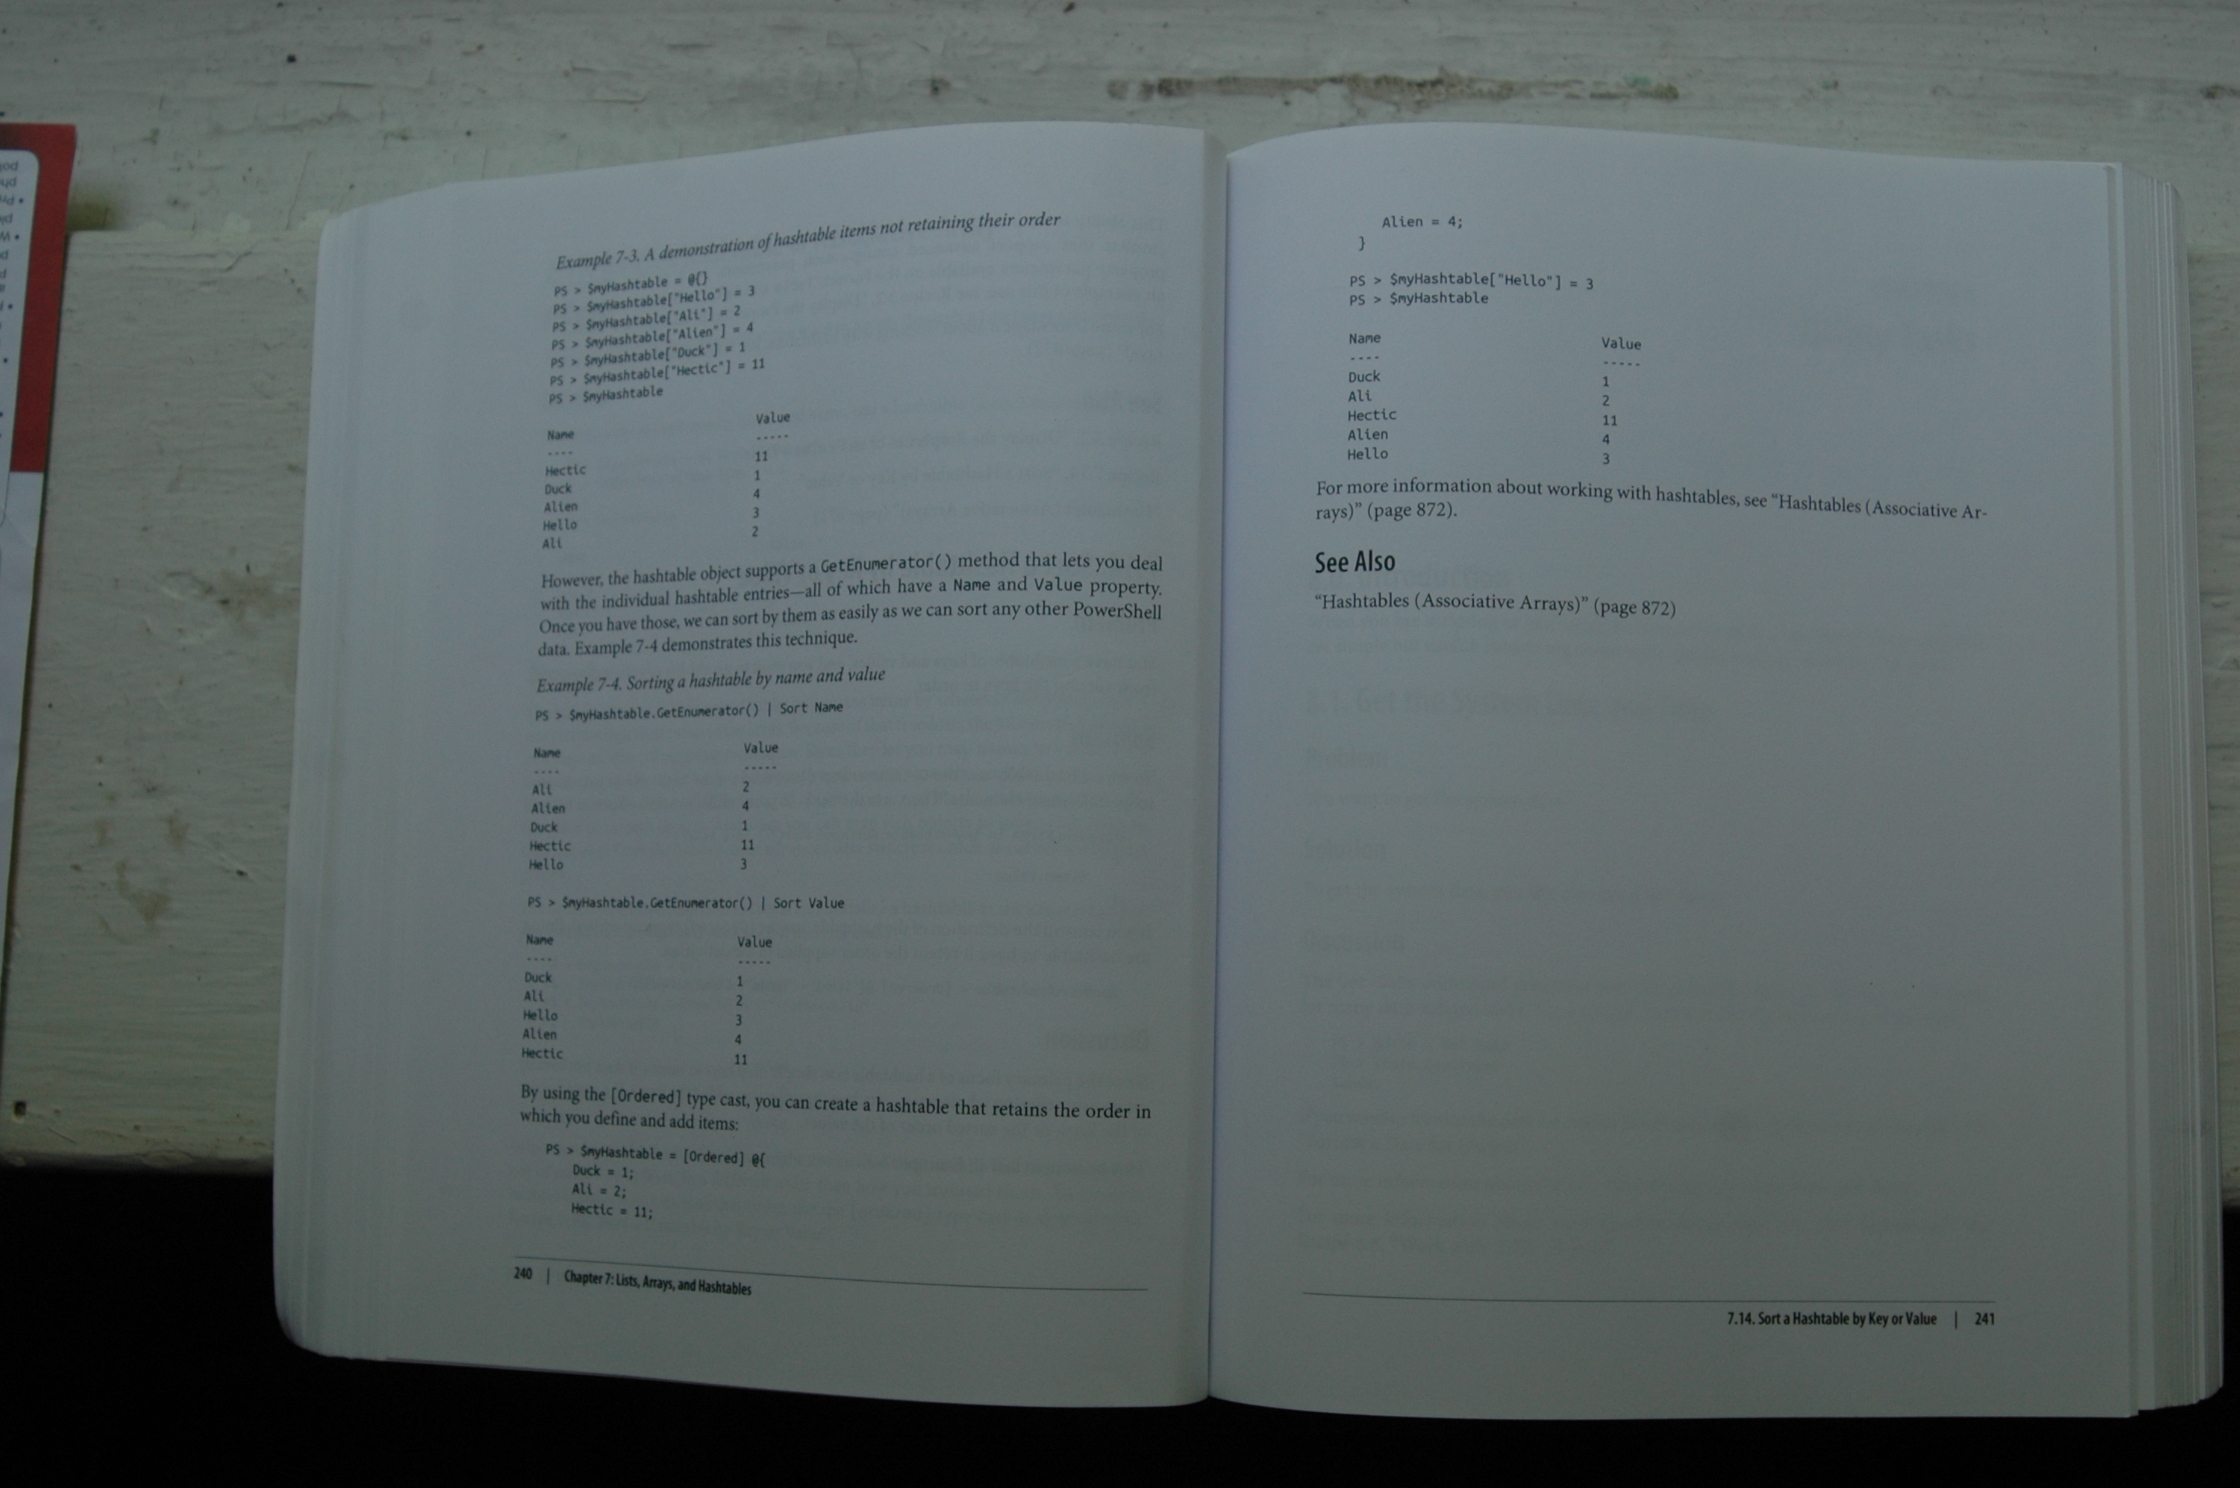 Example 7-3. A demonstration of hashtable items not retaining their order
PS > $myHashtable = @{}
PS > $myHashtable["Hello"] = 3
PS > $myHashtable["Ali"] = 2
PS > $myHashtable["Alien"] = 4
PS > $myHashtable["Duck"] = 1
PS > $myHashtable["Hectic"] = 11
PS > $myHashtable
Name Value
---- -----
Hectic 11
Duck 1
Alien 4
Hello 3
Ali 2
However, the hashtable object supports a GetEnumerator() method that lets you deal
with the individual hashtable entries—all of which have a Name and Value property.
Once you have those, we can sort by them as easily as we can sort any other PowerShell
data. Example 7-4 demonstrates this technique.
Example 7-4. Sorting a hashtable by name and value
PS > $myHashtable.GetEnumerator() | Sort Name
Name Value
---- -----
Ali 2
Alien 4
Duck 1
Hectic 11
Hello 3
PS > $myHashtable.GetEnumerator() | Sort Value
Name Value
---- -----
Duck 1
Ali 2
Hello 3
Alien 4
Hectic 11
By using the [Ordered] type cast, you can create a hashtable that retains the order in
which you define and add items:
PS > $myHashtable = [Ordered] @{
Duck = 1;
Ali = 2;
Hectic = 11;
240 | Chapter 7: Lists, Arrays, and Hashtables
Alien = 4;
}
PS > $myHashtable["Hello"] = 3
PS > $myHashtable
Name Value
---- -----
Duck 1
Ali 2
Hectic 11
Alien 4
Hello 3
For more information about working with hashtables, see “Hashtables (Associative Ar-
rays)” (page 872).
See Also
“Hashtables (Associative Arrays)” (page 872)
7.14. Sort a Hashtable by Key or Value | 241